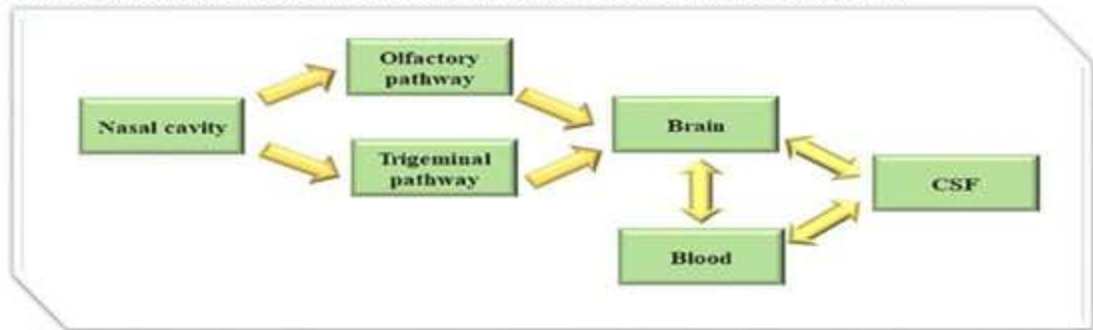 Nasal cavity
Olfactory
pathway
Trigeminal
pathway
Brain
Blood
CSF